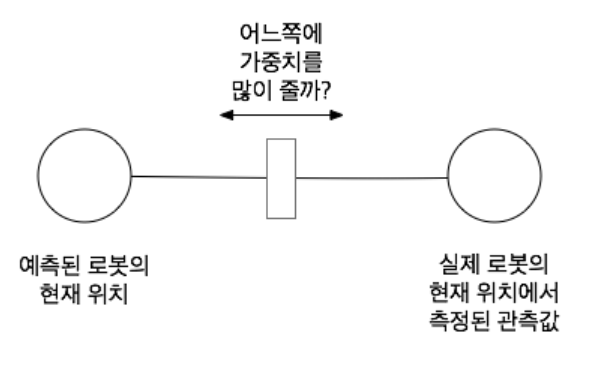 어느쪽에
가중치를
많이 줄까?
예측된 로봇의
현재 위치
실제 로봇의
현재 위치에서
측정된 관측값